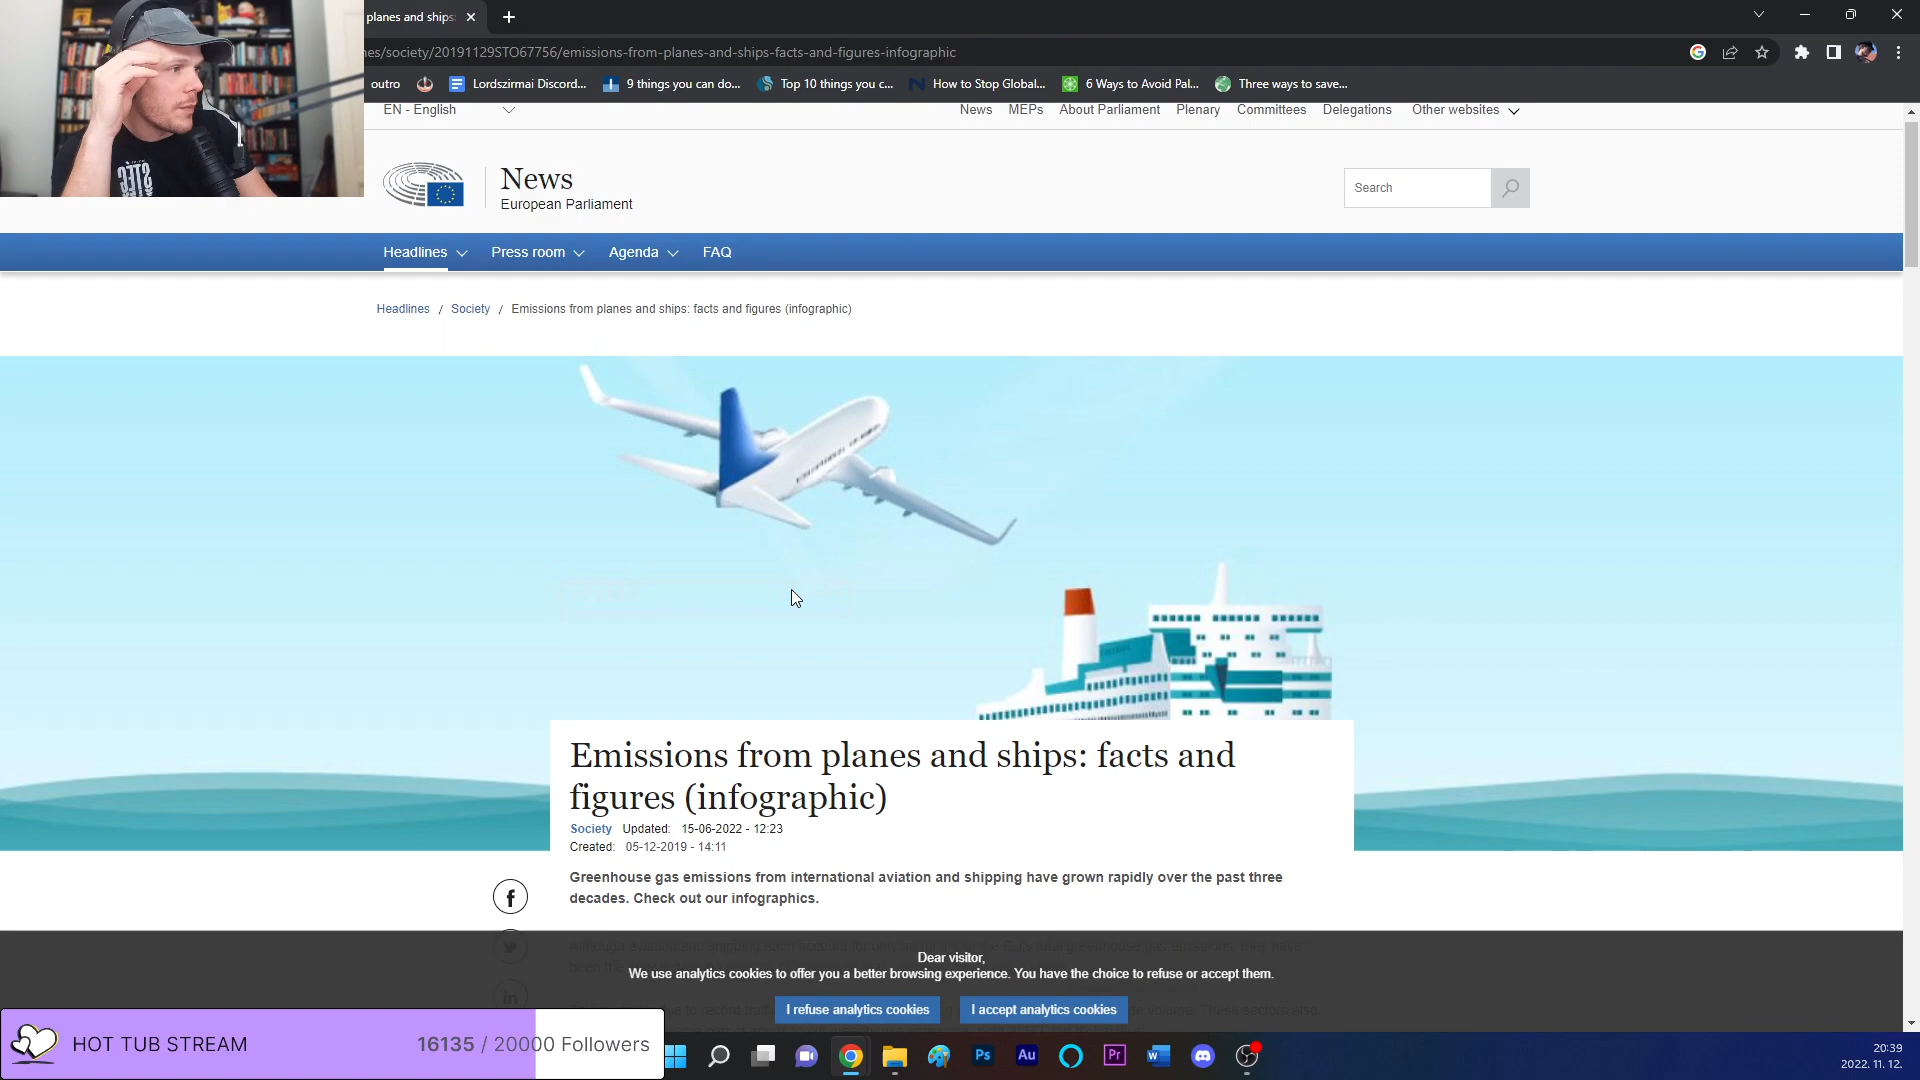 planes and ships:
nes/society/20191129STO67756/emissions-from-planes-and-ships-facts-and-figures-infographic
outro
Lordszirmai Discord...
9 things you can do...
Top 10 things you c...
How to Stop Global...
6 Ways to Avoid Pal...
Three ways to save...
EN - English
News MEPs About Parliament Plenary Committees Delegations Other websites
News
European Parliament
Search
Headlines Press room Agenda FAQ
Headlines / Society / Emissions from planes and ships: facts and figures (infographic)
Emissions from planes and ships: facts and
figures (infographic)
Society Updated: 15-06-2022 - 12:23
Created: 05-12-2019 - 14:11
Greenhouse gas emissions from international aviation and shipping have grown rapidly over the past three
decades. Check out our infographics.
Dear visitor,
We use analytics cookies to offer you a better browsing experience. You have the choice to refuse or accept them.
I refuse analytics cookies
I accept analytics cookies
HOT TUB STREAM 16135 / 20000 Followers
Ps Au Pr W
20:39
2022. 11. 12.